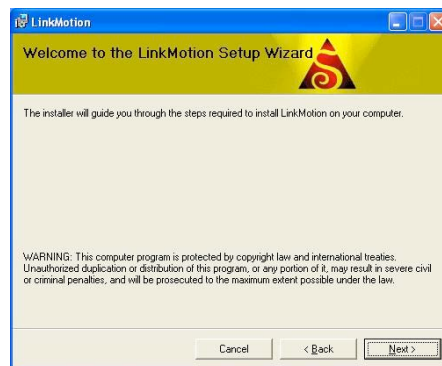 LinkMotion
Welcome to the LinkMotion Setup Wizard
The installer will guide you through the steps required to install LinkMotion on your computer.
WARNING: This computer program is protected by copyright law and international treaties.
Unauthorized duplication or distribution of this program, or any portion of it, may result in severe civil
or criminal penalties, and will be prosecuted to the maximum extent possible under the law.
Cancel < Back Next >